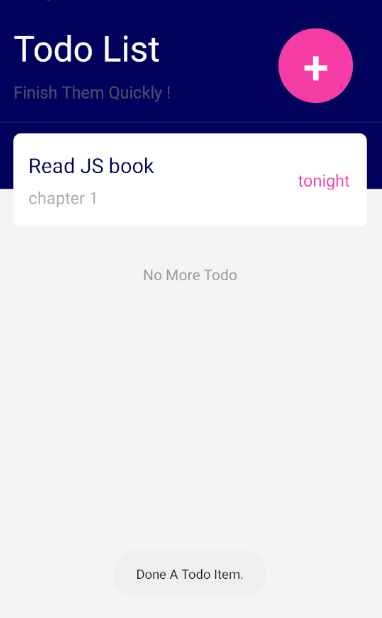 Todo List
+
Finish Them Quickly !
Read JS book
tonight
chapter 1
No More Todo
Done A Todo Item.